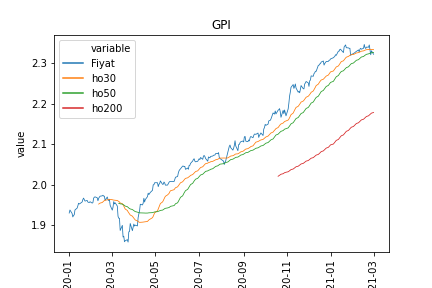 GPI
variable
Fiyat
ho30
ho50
ho200
value
2.3
2.2
2.1
2.0
1.9
20-01
20-03
20-05
20-07
20-09
20-11
21-01
21-03